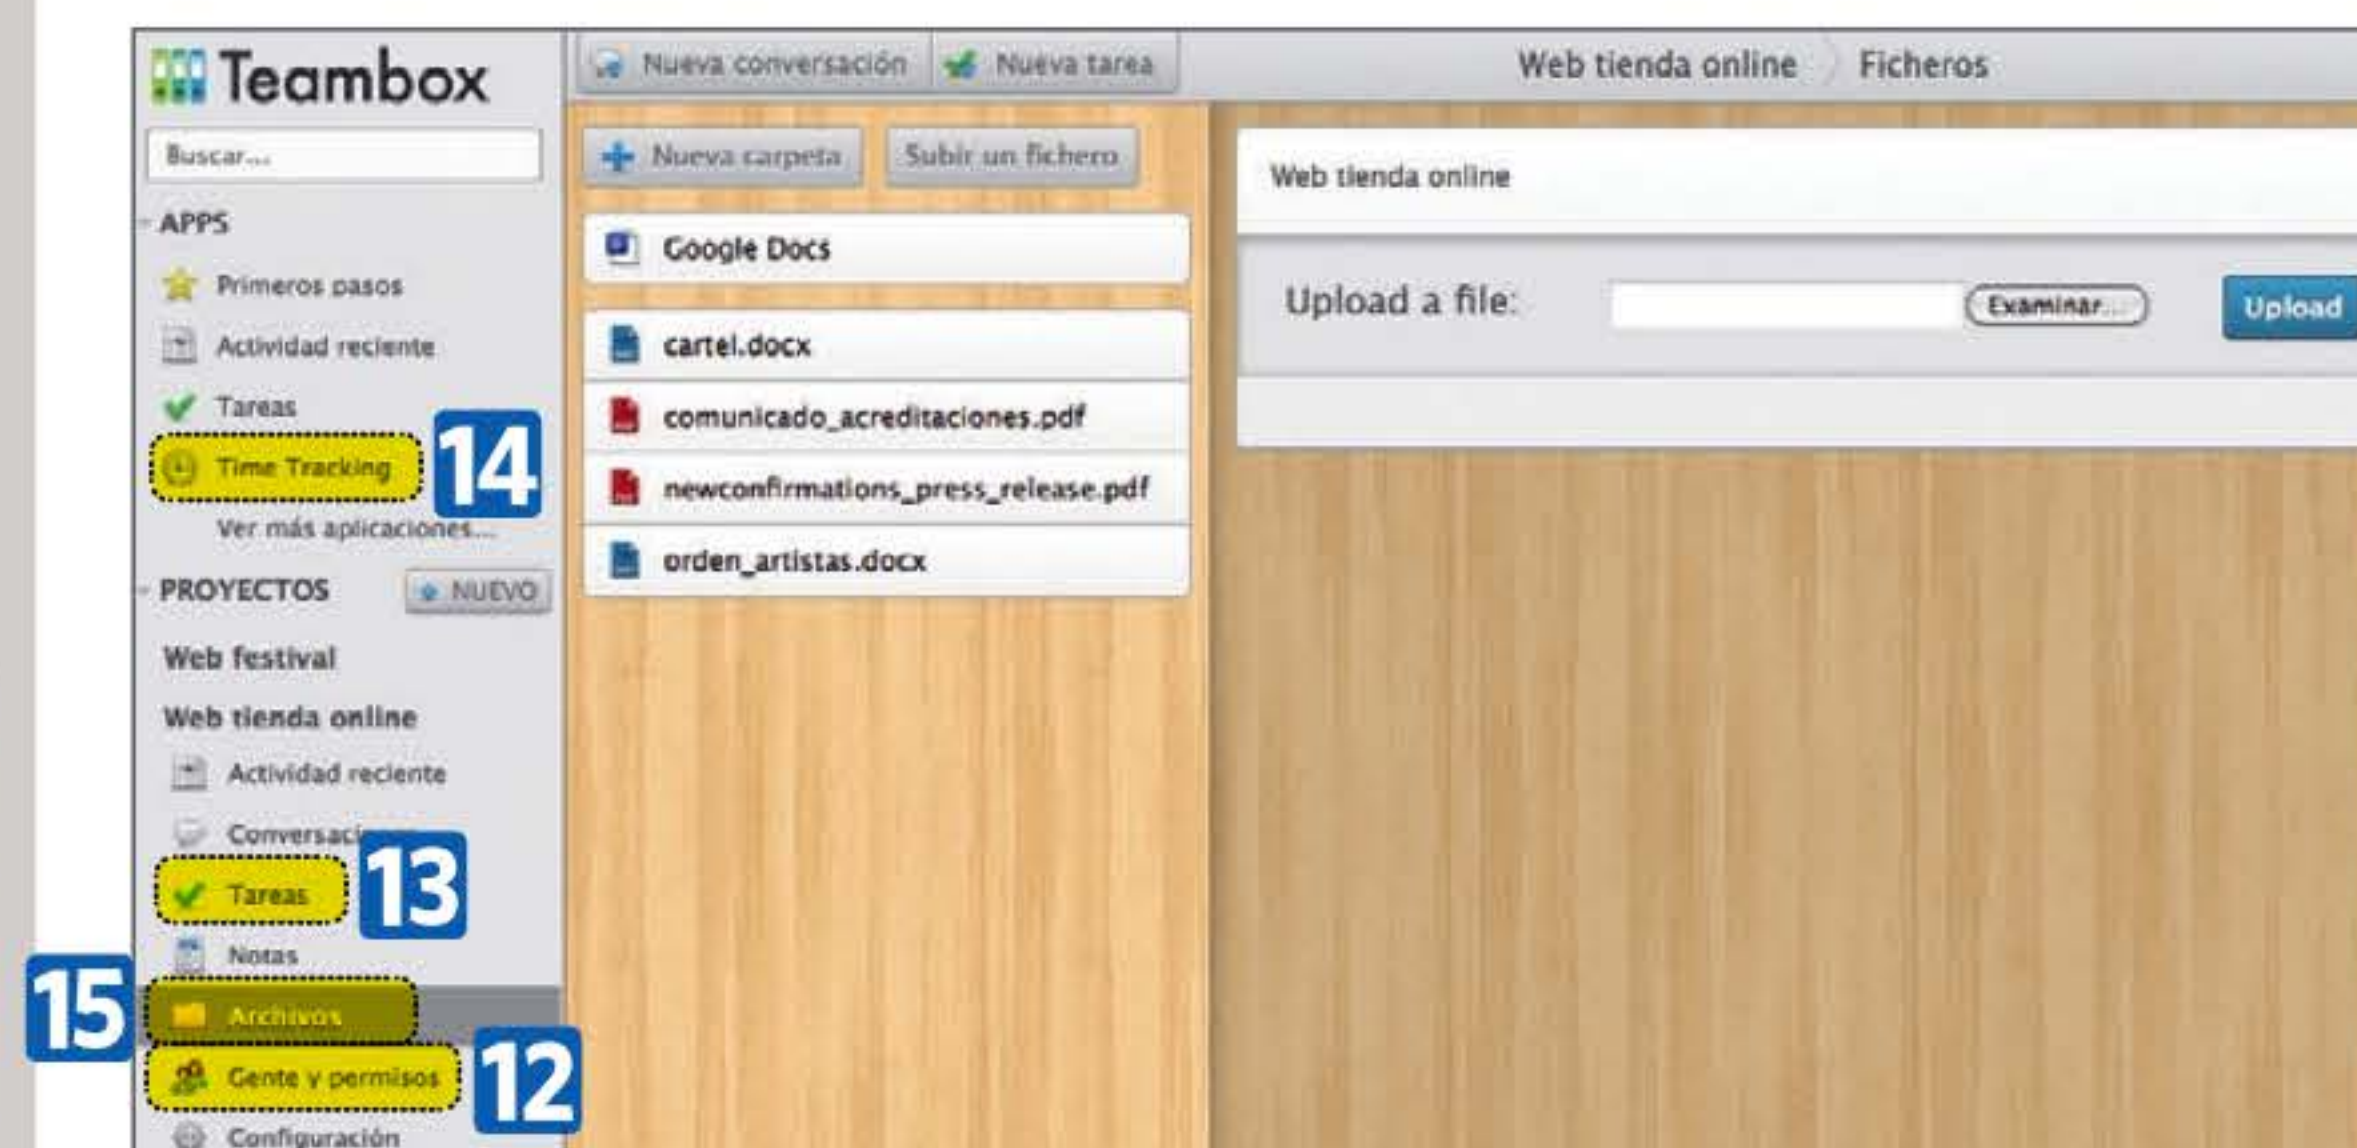 Teambox
Buscar...
APPS
Primeros pasos
Actividad reciente
Tareas
Time Tracking
14
Ver más aplicaciones...
PROYECTOS
NUEVO
Web festival
Web tienda online
Actividad reciente
Conversaci
Tareas
13
Notas
15
Archivos
Gente y permisos
12
Configuración
Nueva conversación
Nueva tarea
Nueva carpeta
Subir un fichero
Google Docs
cartel.docx
comunicado_acreditaciones.pdf
newconfirmations_press_release.pdf
orden_artistas.docx
Web tienda online
Ficheros
Web tienda online
Upload a file:
Examinar...
Upload